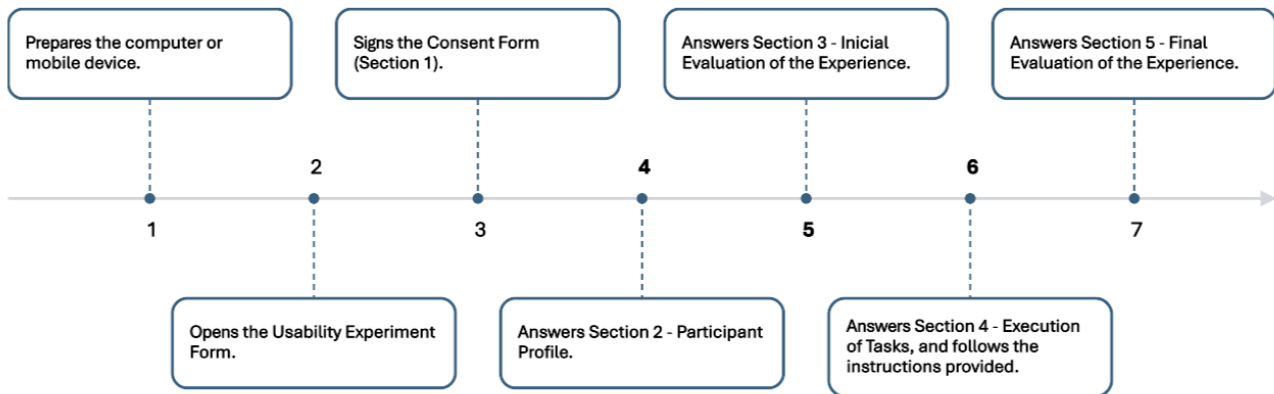 Prepares the computer or
mobile device.
Signs the Consent Form
(Section 1).
Answers Section 3 - Inicial
Evaluation of the Experience.
Answers Section 5 - Final
Evaluation of the Experience.
2
4
6
1
3
5
7
Opens the Usability Experiment
Form.
Answers Section 2 - Participant
Profile.
Answers Section 4 - Execution
of Tasks, and follows the
instructions provided.